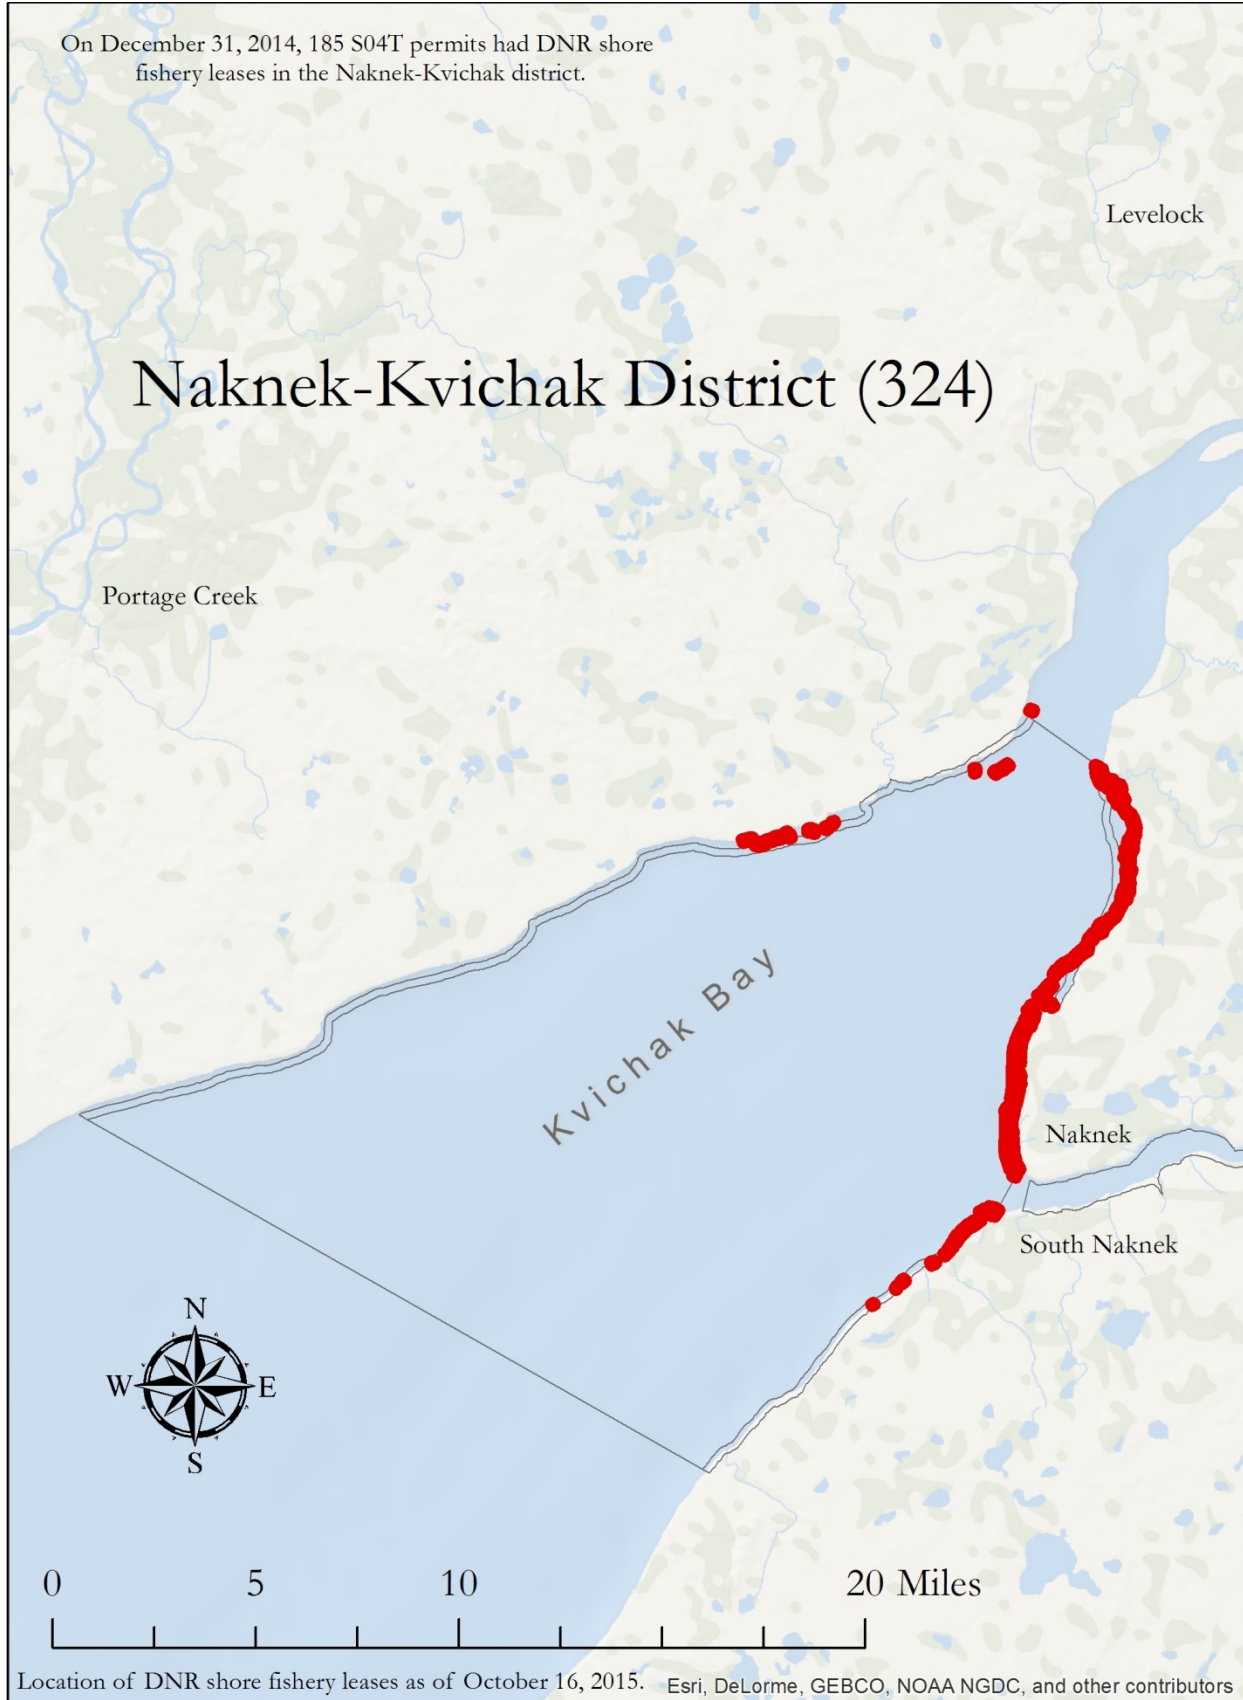 On December 31, 2014, 185 S04T permits had DNR shore
fishery leases in the Naknek-Kvichak district.
Levelock
Naknek-Kvichak District (324)
Portage Creek
Kvichak Bay
Naknek
South Naknek
N
W E
S
0 5 10 20 Miles
Location of DNR shore fishery leases as of October 16, 2015. Esri, DeLorme, GEBCO, NOAA NGDC, and other contributors